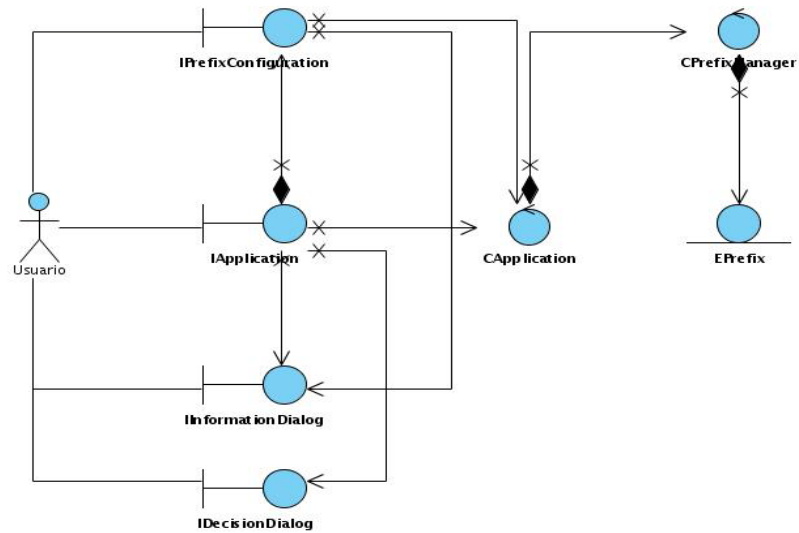 IPrefixConfiguration
CPrefixManager
Usuario
IApplication
CApplication
EPrefix
IInformationDialog
IDecisionDialog